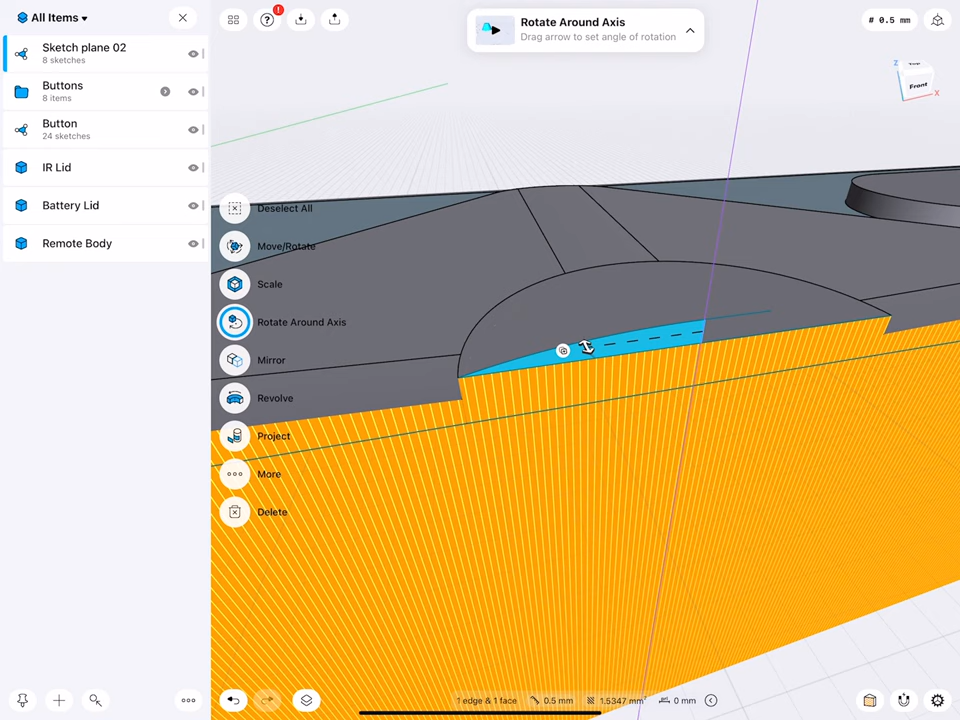 All Items
Sketch plane 02
8 sketches
Buttons
8 items
Button
24 sketches
IR Lid
Battery Lid
Remote Body
!
?
Rotate Around Axis
Drag arrow to set angle of rotation
# 0.5 mm
Z
Top
Front
X
Deselect All
Move/Rotate
Scale
Rotate Around Axis
Mirror
Revolve
Project
More
Delete
1 edge & 1 face 0.5 mm 1.5347 mm² 0 mm